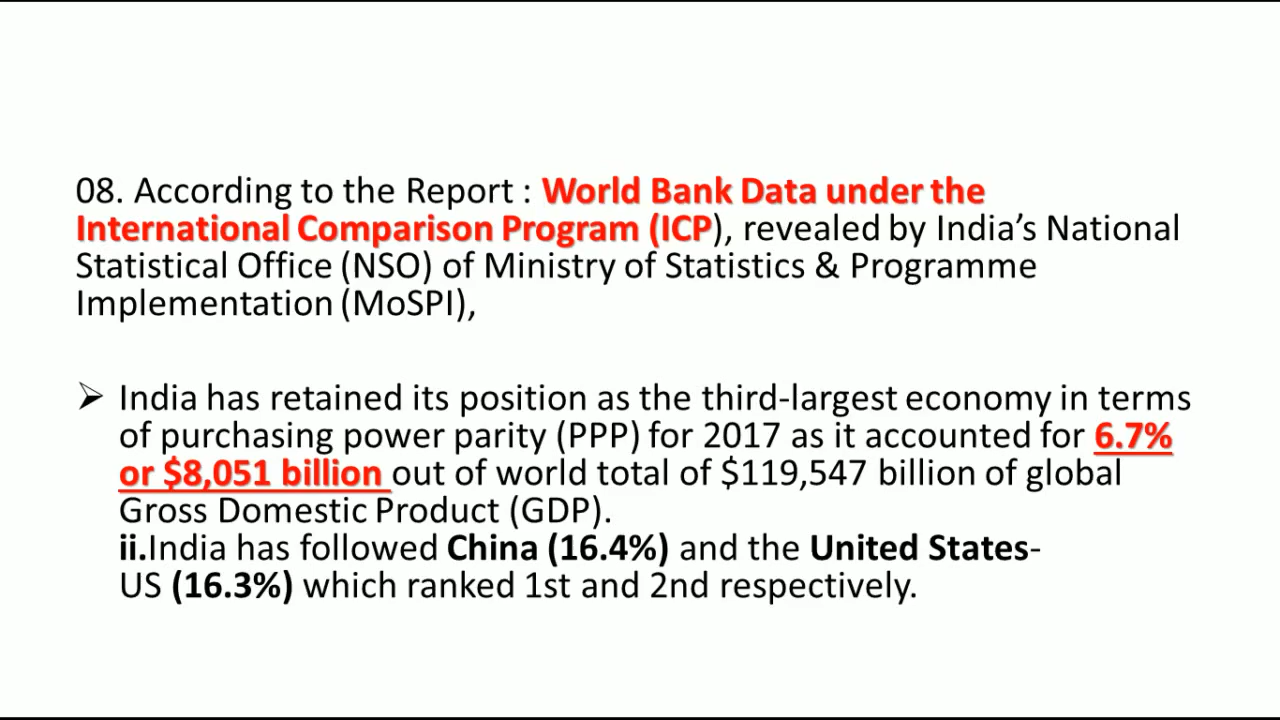 08. According to the Report : World Bank Data under the
International Comparison Program (ICP), revealed by India’s National
Statistical Office (NSO) of Ministry of Statistics & Programme
Implementation (MoSPI),
➢ India has retained its position as the third-largest economy in terms
of purchasing power parity (PPP) for 2017 as it accounted for 6.7%
or $8,051 billion out of world total of $119,547 billion of global
Gross Domestic Product (GDP).
ii.India has followed China (16.4%) and the United States-
US (16.3%) which ranked 1st and 2nd respectively.